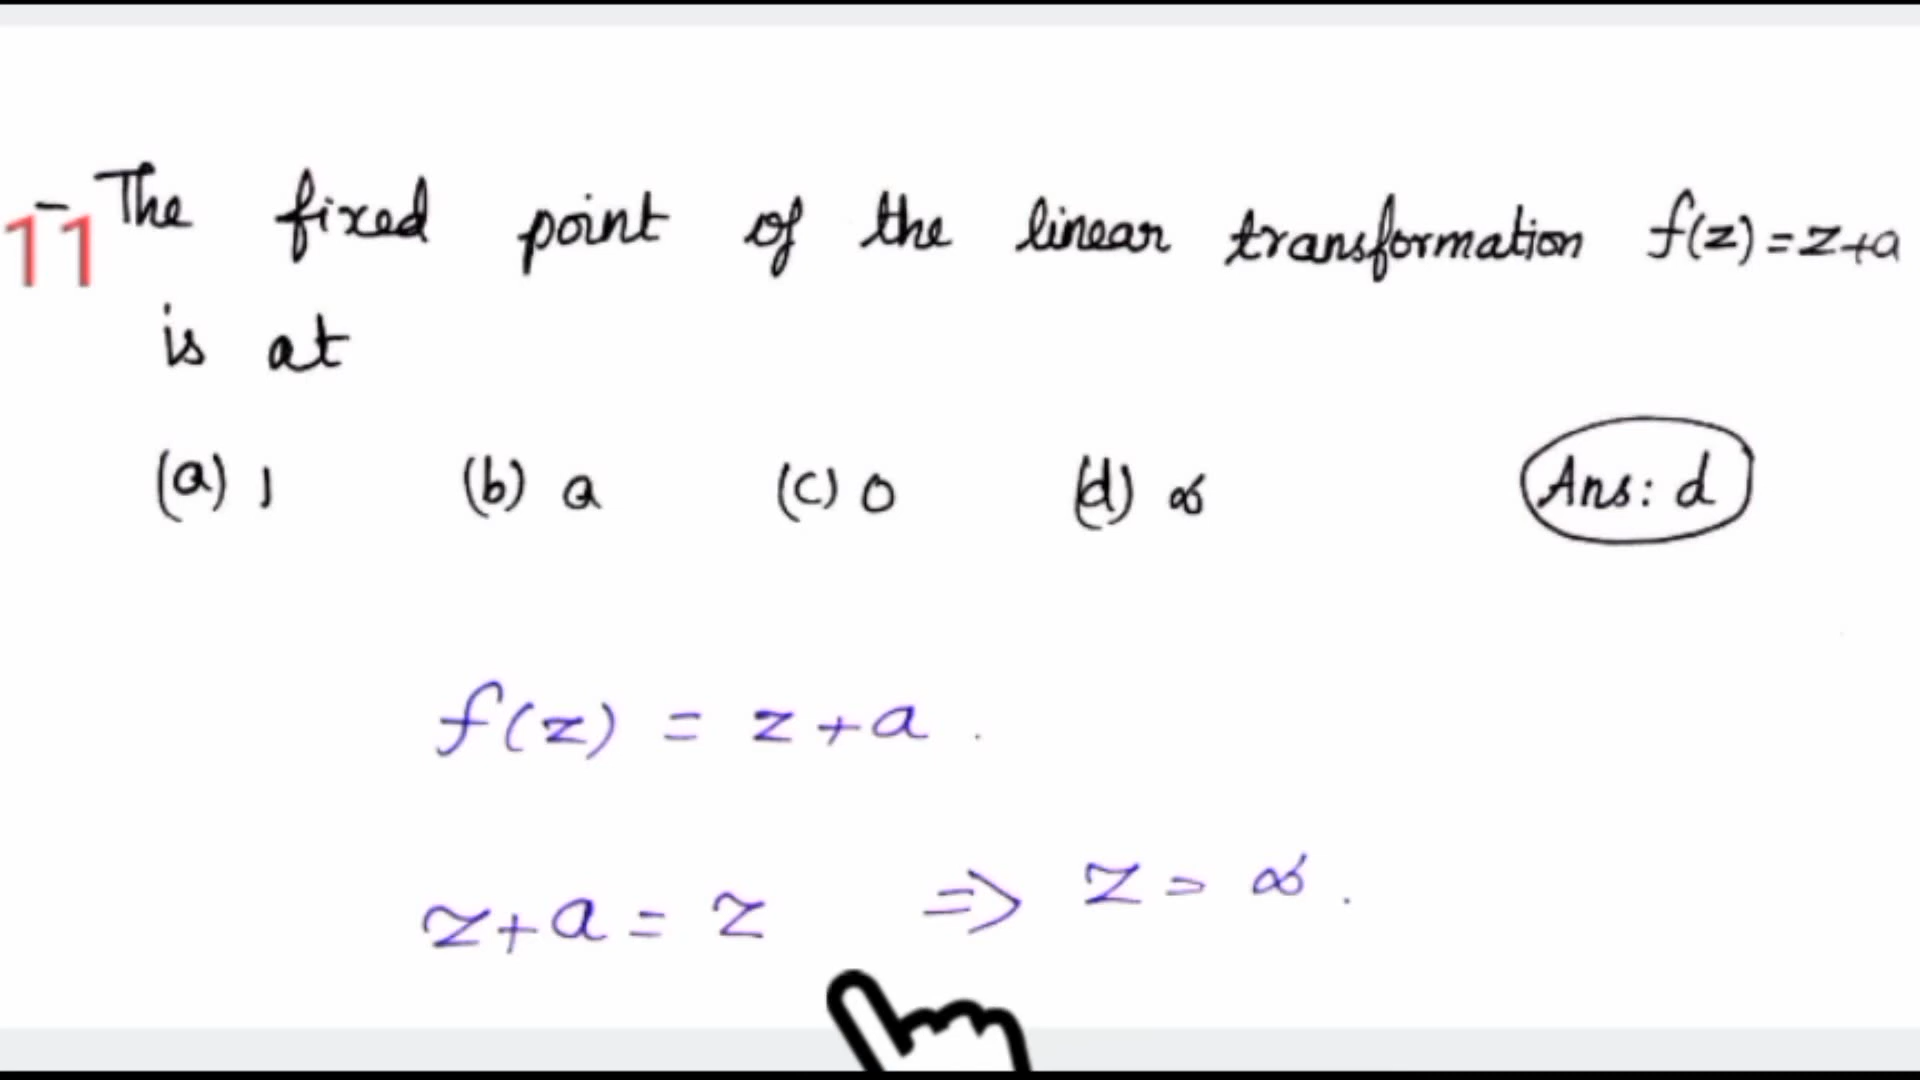 11 - The fixed point of the linear transformation f(z) = z+a
is at
(a) 1 (b) a (c) 0 (d) ∞ Ans: d
f(z) = z + a .
z + a = z => z = ∞ .